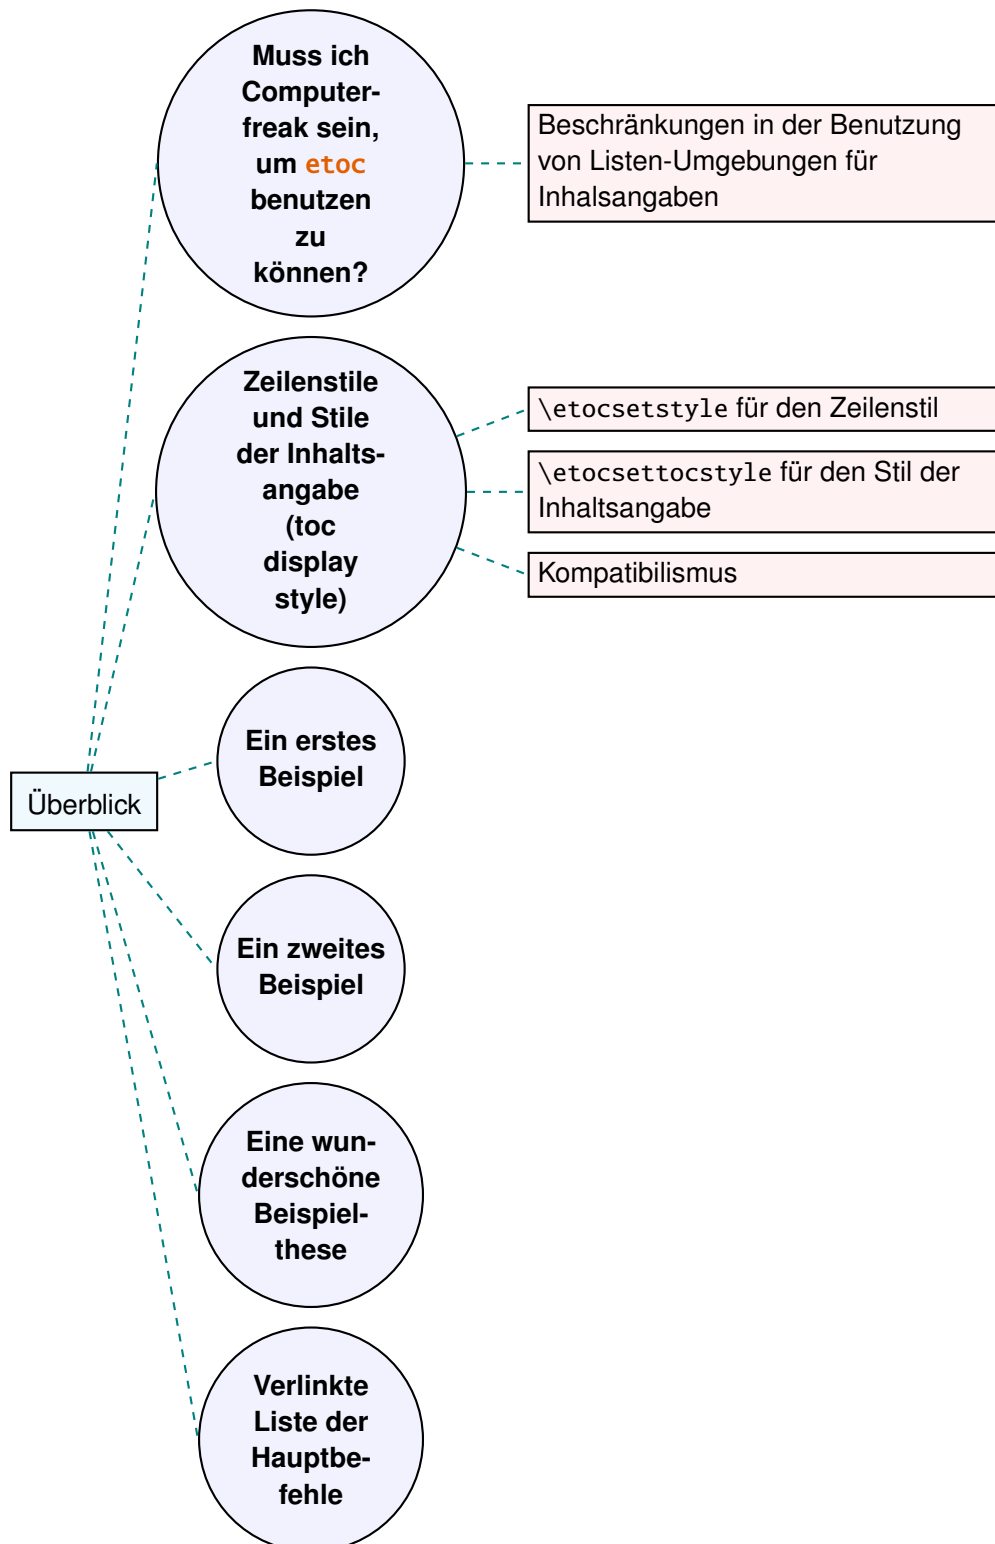 Muss ich
Computer-
freak sein,
um etoc
benutzen
zu
können?
Beschränkungen in der Benutzung
von Listen-Umgebungen für
Inhalsangaben
Zeilenstile
und Stile
der Inhalts-
angabe
(toc
display
style)
\etocsetstyle für den Zeilenstil
\etocsettocstyle für den Stil der
Inhaltsangabe
Kompatibilismus
Ein erstes
Beispiel
Überblick
Ein zweites
Beispiel
Eine wun-
derschöne
Beispiel-
these
Verlinkte
Liste der
Hauptbe-
fehle